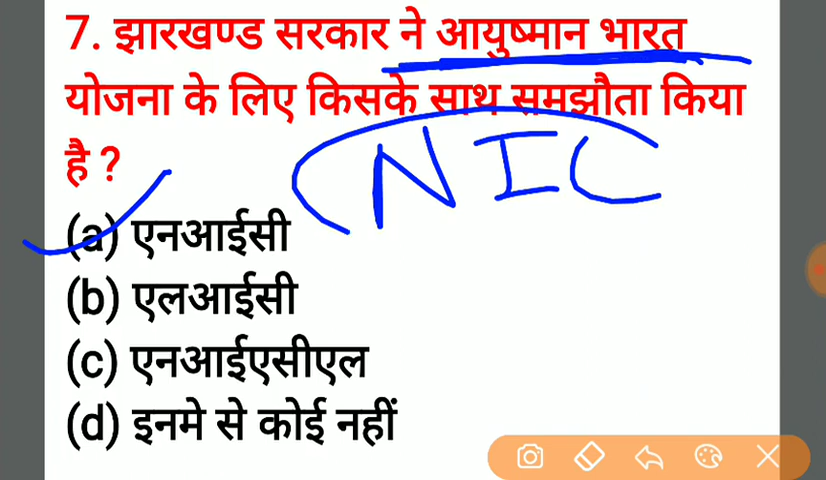 7. झारखण्ड सरकार ने आयुष्मान भारत
योजना के लिए किसके साथ समझौता किया
है ?
NIC
(a) एनआईसी
(b) एलआईसी
(c) एनआईएसीएल
(d) इनमे से कोई नहीं